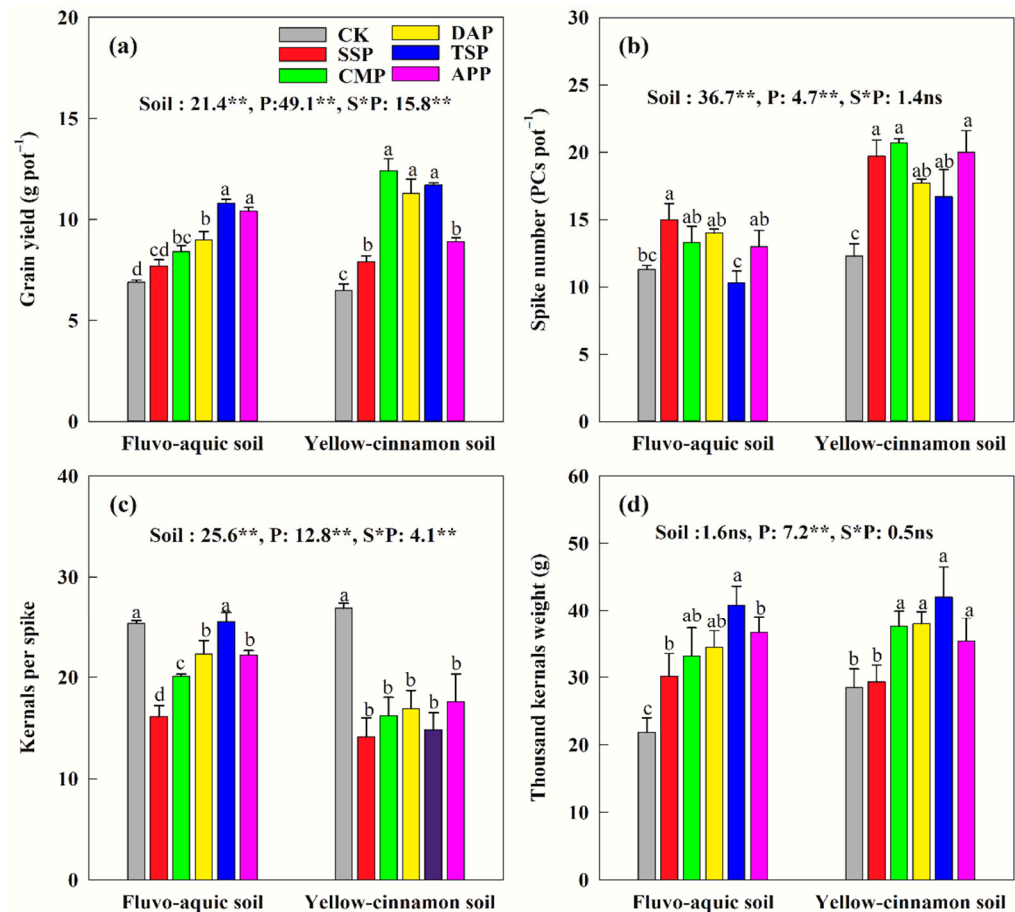 (a)
CK
SSP
CMP
DAP
TSP
APP
Soil : 21.4**, P:49.1**, S*P: 15.8**
Grain yield (g pot⁻¹)
20
15
10
5
0
d cd bc b a a
c b a a a b
Fluvo-aquic soil Yellow-cinnamon soil
(b)
Soil : 36.7**, P: 4.7**, S*P: 1.4ns
Spike number (PCs pot⁻¹)
30
25
20
15
10
5
0
bc a ab ab c ab
c a a ab ab a
Fluvo-aquic soil Yellow-cinnamon soil
(c)
Soil : 25.6**, P: 12.8**, S*P: 4.1**
Kernals per spike
40
30
20
10
0
a d c b a b
a b b b b b
Fluvo-aquic soil Yellow-cinnamon soil
(d)
Soil :1.6ns, P: 7.2**, S*P: 0.5ns
Thousand kernals weight (g)
60
50
40
30
20
10
0
c b ab ab a b
b b a a a a
Fluvo-aquic soil Yellow-cinnamon soil